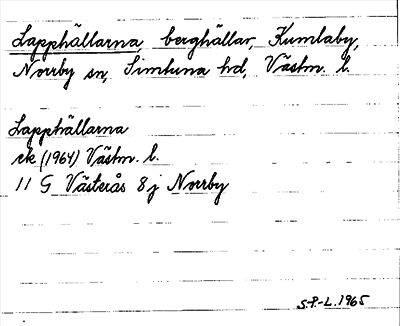 Lapphällarna, berghällar, Kumlaby,
Norrby sn, Simtuna hd, Västm. l.
Lapphällarna
ek (1964) Västm. l.
11 G Västerås 8 j Norrby
S.P.-L. 1965